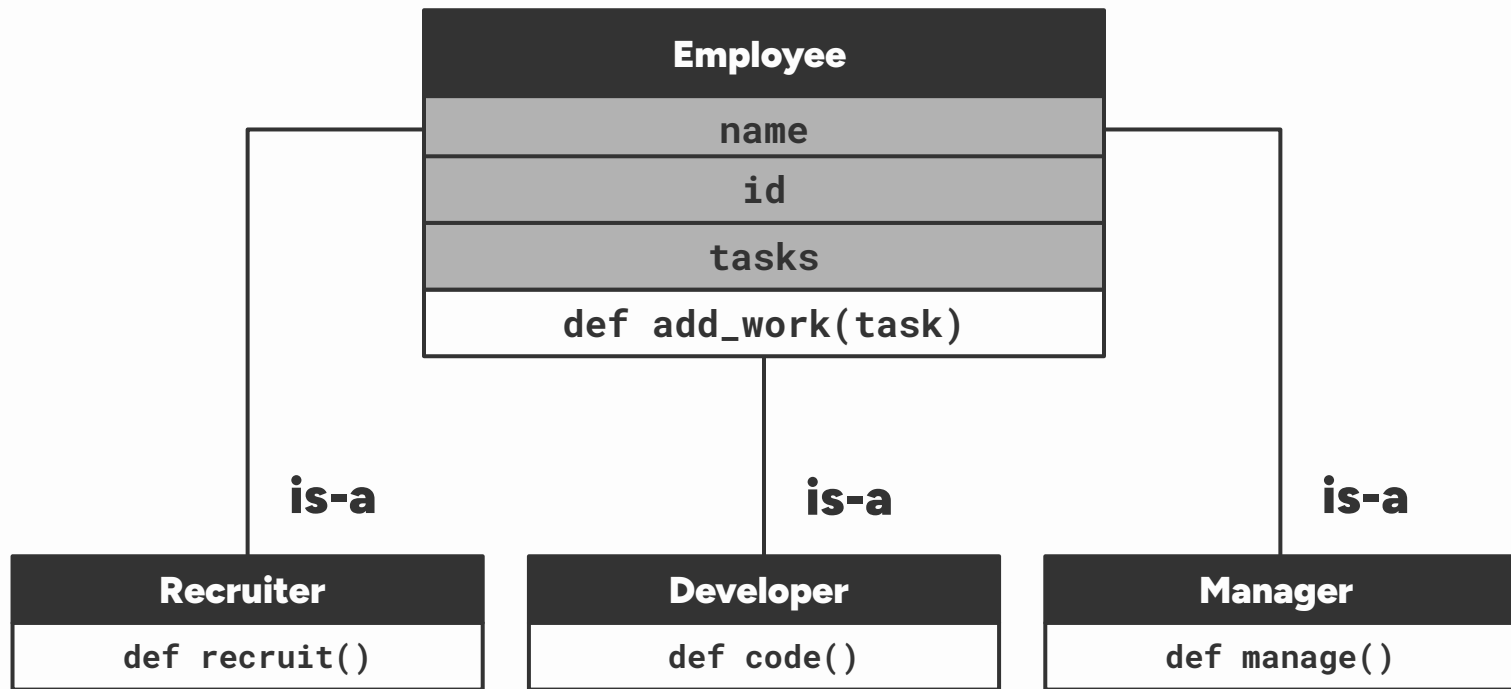 Employee
name
id
tasks
def add_work(task)
is-a
is-a
is-a
Recruiter
def recruit()
Developer
def code()
Manager
def manage()